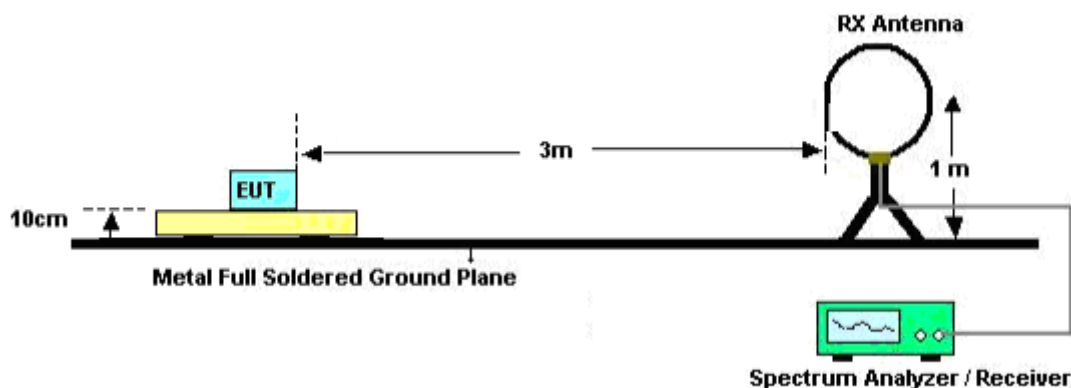 RX Antenna
3m
1 m
EUT
10cm
Metal Full Soldered Ground Plane
Spectrum Analyzer / Receiver